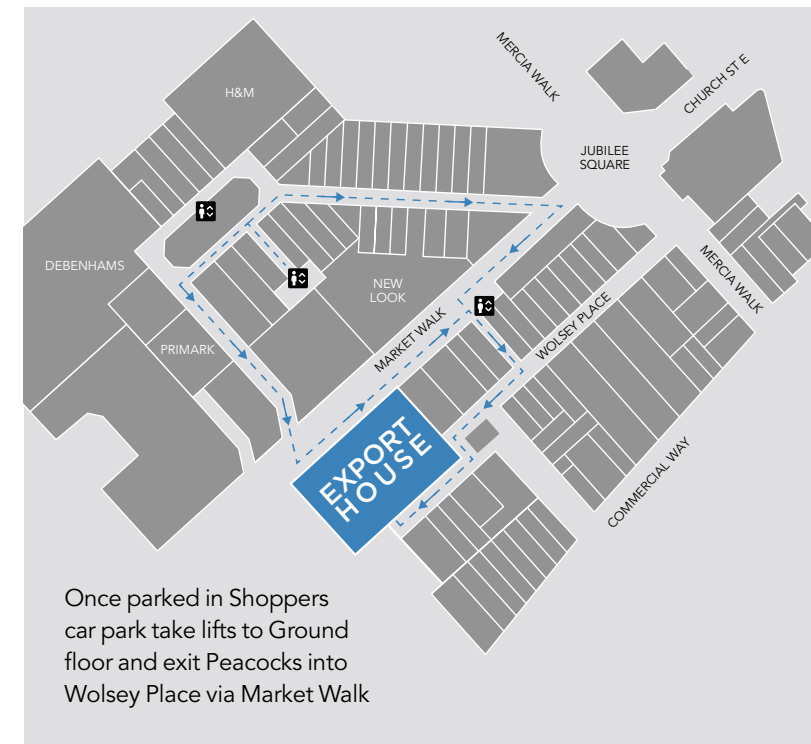 MERCIA WALK
CHURCH ST E
H&M
JUBILEE
SQUARE
DEBENHAMS
NEW
LOOK
MERCIA WALK
MARKET WALK
WOLSEY PLACE
PRIMARK
EXPORT
HOUSE
COMMERCIAL WAY
Once parked in Shoppers
car park take lifts to Ground
floor and exit Peacocks into
Wolsey Place via Market Walk